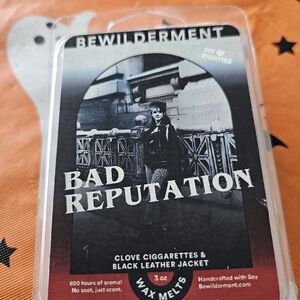 BEWILDERMENT
WE ♥
EIGHTIES
BAD
REPUTATION
CLOVE CIGGARETTES &
BLACK LEATHER JACKET
600 hours of aroma!
No soot, just scent.
3 oz
WAX MELTS
Handcrafted with Soy
Bewilderment.com